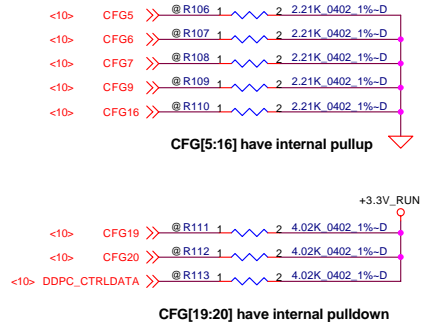 <10> CFG5 @ R106 1 2 2.21K_0402_1%~D
<10> CFG6 @ R107 1 2 2.21K_0402_1%~D
<10> CFG7 @ R108 1 2 2.21K_0402_1%~D
<10> CFG9 @ R109 1 2 2.21K_0402_1%~D
<10> CFG16 @ R110 1 2 2.21K_0402_1%~D
CFG[5:16] have internal pullup
+3.3V_RUN
<10> CFG19 @ R111 1 2 4.02K_0402_1%~D
<10> CFG20 @ R112 1 2 4.02K_0402_1%~D
<10> DDPC_CTRLDATA @ R113 1 2 4.02K_0402_1%~D
CFG[19:20] have internal pulldown